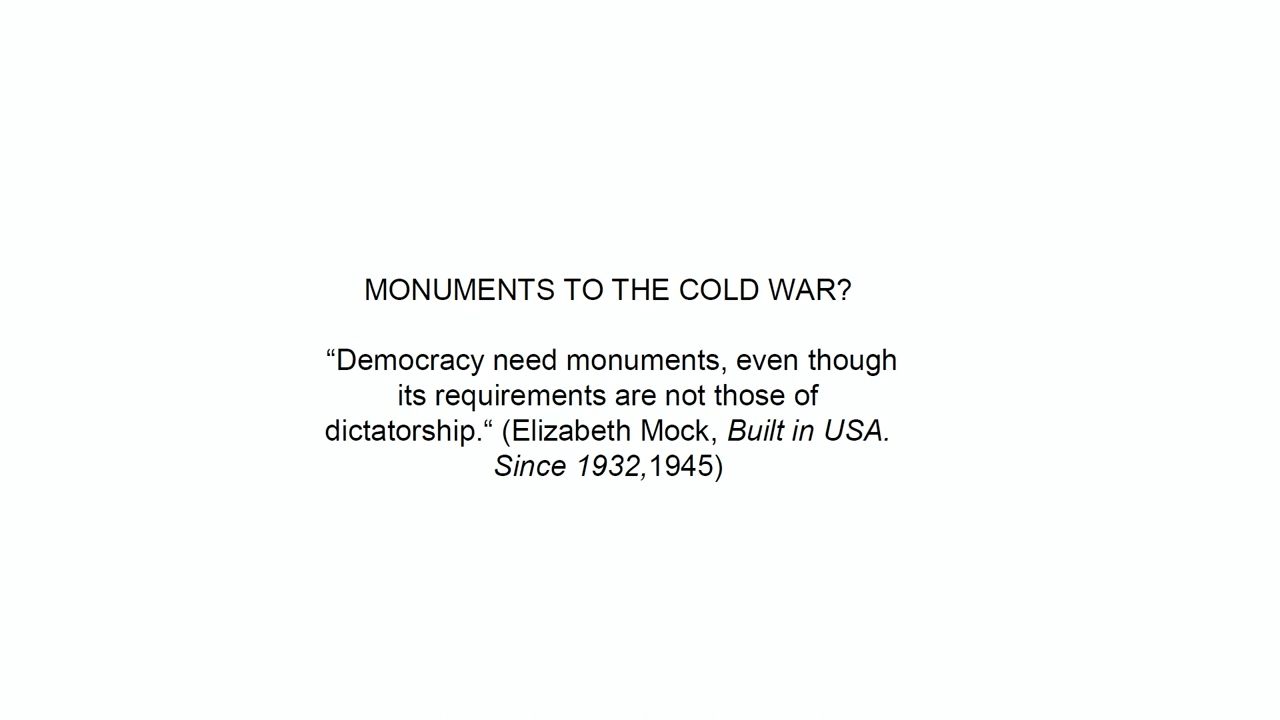 MONUMENTS TO THE COLD WAR?
“Democracy need monuments, even though
its requirements are not those of
dictatorship.“ (Elizabeth Mock, Built in USA.
Since 1932,1945)